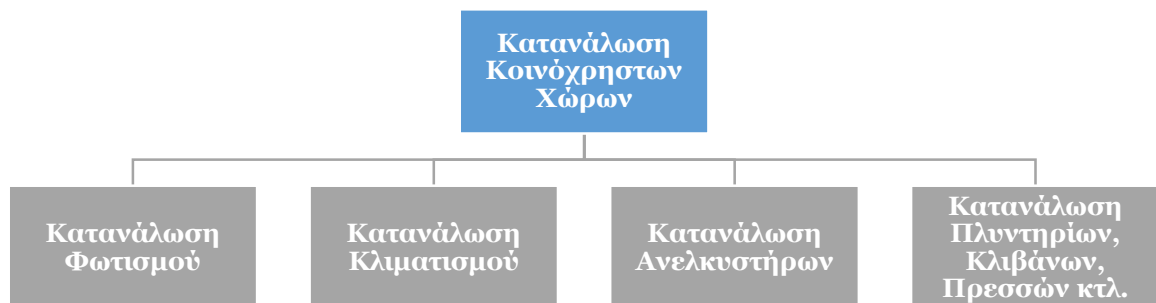 Κατανάλωση
Κοινόχρηστων
Χώρων
Κατανάλωση
Φωτισμού
Κατανάλωση
Κλιματισμού
Κατανάλωση
Ανελκυστήρων
Κατανάλωση
Πλυντηρίων,
Κλιβάνων,
Πρεσσών κτλ.